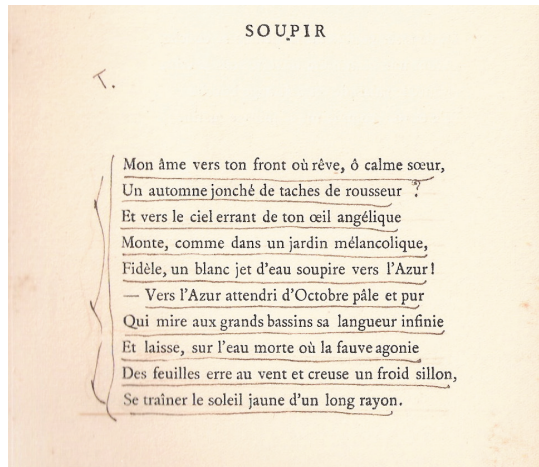 SOUPIR
T.
Mon âme vers ton front où rêve, ô calme sœur,
Un automne jonché de taches de rousseur ?
Et vers le ciel errant de ton œil angélique
Monte, comme dans un jardin mélancolique,
Fidèle, un blanc jet d'eau soupire vers l'Azur!
— Vers l'Azur attendri d'Octobre pâle et pur
Qui mire aux grands bassins sa langueur infinie
Et laisse, sur l'eau morte où la fauve agonie
Des feuilles erre au vent et creuse un froid sillon,
Se traîner le soleil jaune d'un long rayon.